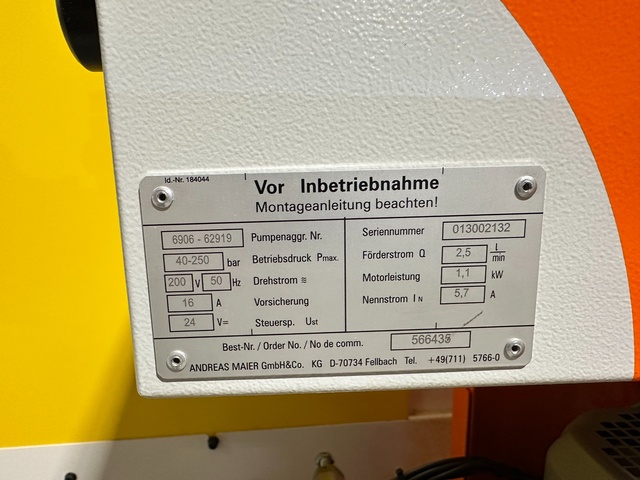 Id.-Nr. 184044
Vor Inbetriebnahme
Montageanleitung beachten!
6906 - 62919 Pumpenaggr. Nr.
40-250 bar Betriebsdruck Pmax.
200 V 50 Hz Drehstrom ≋
16 A Vorsicherung
24 V= Steuersp. Ust
Seriennummer 013002132
Förderstrom Q 2,5 l/min
Motorleistung 1,1 kW
Nennstrom IN 5,7 A
Best-Nr. / Order No. / No de comm.
ANDREAS MAIER GmbH&Co. KG D-70734 Fellbach Tel. +49(711) 5766-0